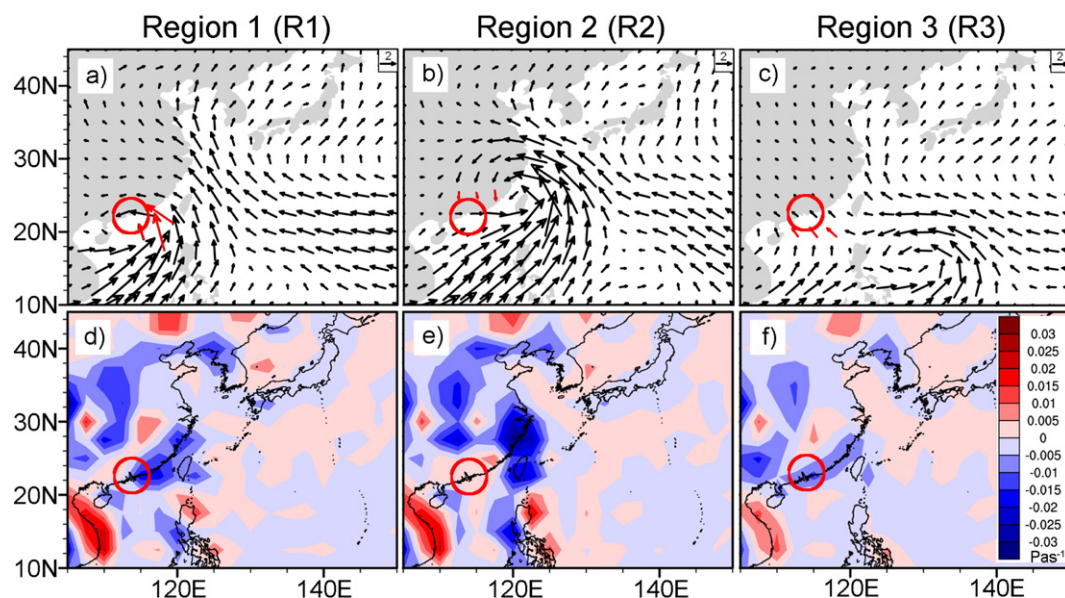 Region 1 (R1) Region 2 (R2) Region 3 (R3)
a) 2 b) 2 c) 2
40N
30N
20N
10N
d) e) f)
40N
30N
20N
10N
0.03
0.025
0.02
0.015
0.01
0.005
0
-0.005
-0.01
-0.015
-0.02
-0.025
-0.03
Pas⁻¹
120E 140E 120E 140E 120E 140E